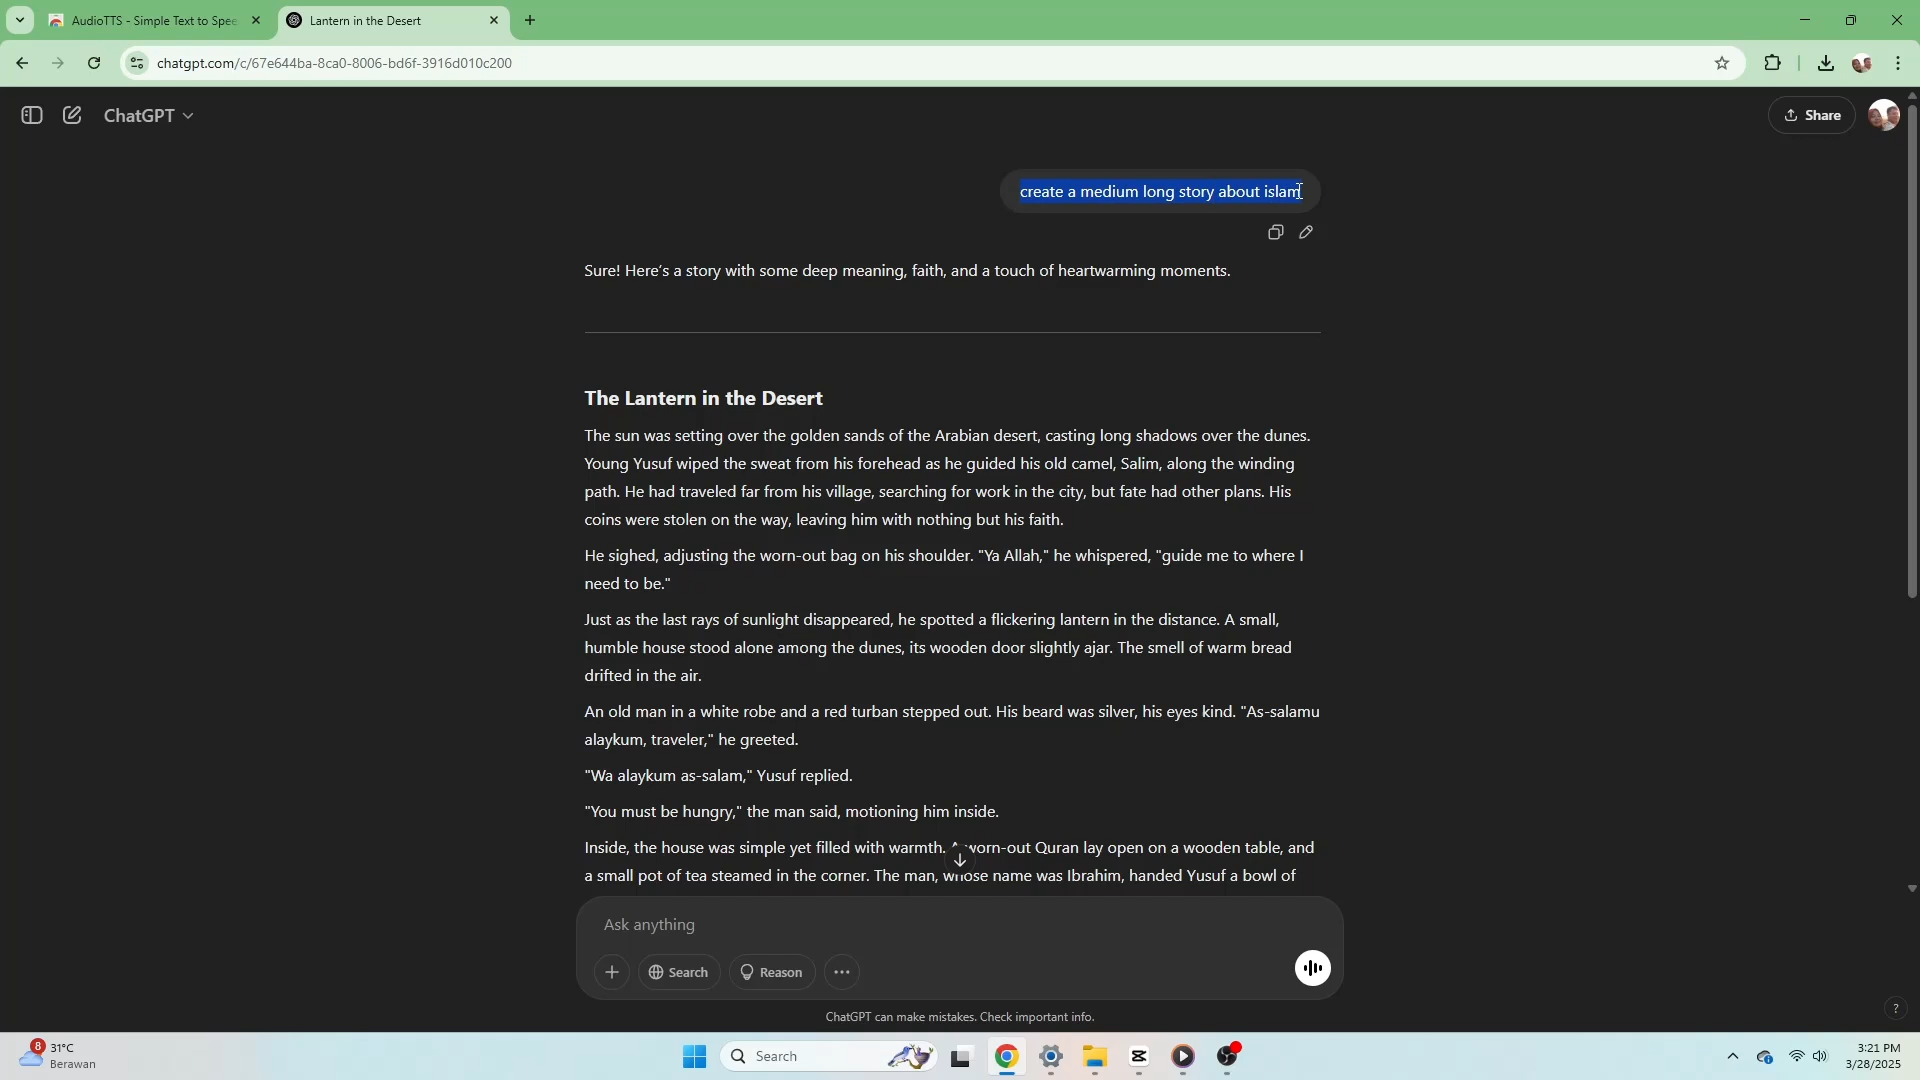 AudioTTS - Simple Text to Spee
Lantern in the Desert
chatgpt.com/c/67e644ba-8ca0-8006-bd6f-3916d010c200
ChatGPT
Share
create a medium long story about islam
Sure! Here's a story with some deep meaning, faith, and a touch of heartwarming moments.
The Lantern in the Desert
The sun was setting over the golden sands of the Arabian desert, casting long shadows over the dunes.
Young Yusuf wiped the sweat from his forehead as he guided his old camel, Salim, along the winding
path. He had traveled far from his village, searching for work in the city, but fate had other plans. His
coins were stolen on the way, leaving him with nothing but his faith.
He sighed, adjusting the worn-out bag on his shoulder. "Ya Allah," he whispered, "guide me to where I
need to be."
Just as the last rays of sunlight disappeared, he spotted a flickering lantern in the distance. A small,
humble house stood alone among the dunes, its wooden door slightly ajar. The smell of warm bread
drifted in the air.
An old man in a white robe and a red turban stepped out. His beard was silver, his eyes kind. "As-salamu
alaykum, traveler," he greeted.
"Wa alaykum as-salam," Yusuf replied.
"You must be hungry," the man said, motioning him inside.
Inside, the house was simple yet filled with warmth. A worn-out Quran lay open on a wooden table, and
a small pot of tea steamed in the corner. The man, whose name was Ibrahim, handed Yusuf a bowl of
Ask anything
Search
Reason
ChatGPT can make mistakes. Check important info.
?
8
31°C
Berawan
Search
3:21 PM
3/28/2025